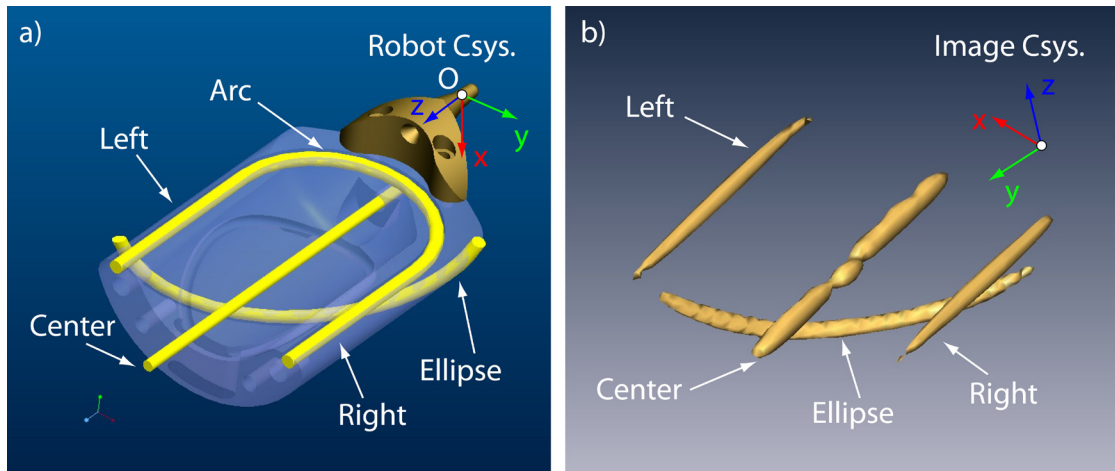 a)
Robot Csys.
O
z
y
x
Arc
Left
Center
Right
Ellipse
b)
Image Csys.
z
x
y
Left
Center
Ellipse
Right